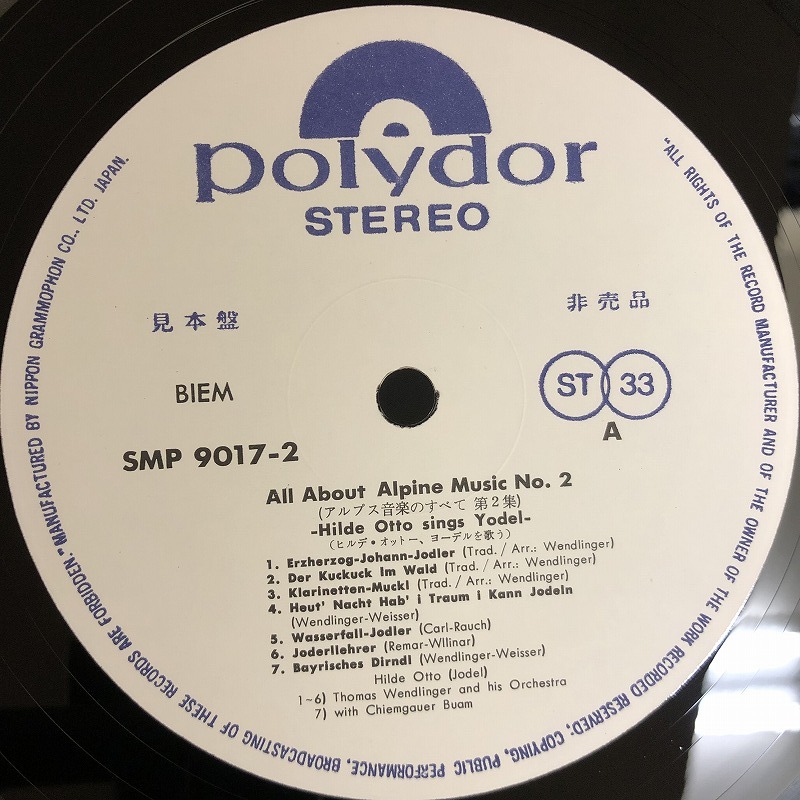 polydor
STEREO
見本盤
非売品
BIEM
ST 33
A
SMP 9017-2
All About Alpine Music No. 2
(アルプス音楽のすべて 第2集)
-Hilde Otto sings Yodel-
(ヒルデ・オットー、ヨーデルを歌う)
1. Erzherzog-Johann-Jodler (Trad. / Arr.: Wendlinger)
2. Der Kuckuck Im Wald (Trad. / Arr.: Wendlinger)
3. Klarinetten-Muckl (Trad. / Arr.: Wendlinger)
4. Heut' Nacht Hab' i Traum i Kann Jodeln
(Wendlinger-Weisser)
5. Wasserfall-Jodler (Carl-Rauch)
6. Joderllehrer (Remar-Wllinar)
7. Bayrisches Dirndl (Wendlinger-Weisser)
Hilde Otto (Jodel)
1~6) Thomas Wendlinger and his Orchestra
7) with Chiemgauer Buam
"ALL RIGHTS OF THE RECORD MANUFACTURER AND OF THE OWNER OF THE WORK RECORDED RESERVED; COPYING, PUBLIC PERFORMANCE, BROADCASTING OF THESE RECORDS ARE FORBIDDEN." MANUFACTURED BY NIPPON GRAMMOPHON CO., LTD. JAPAN.